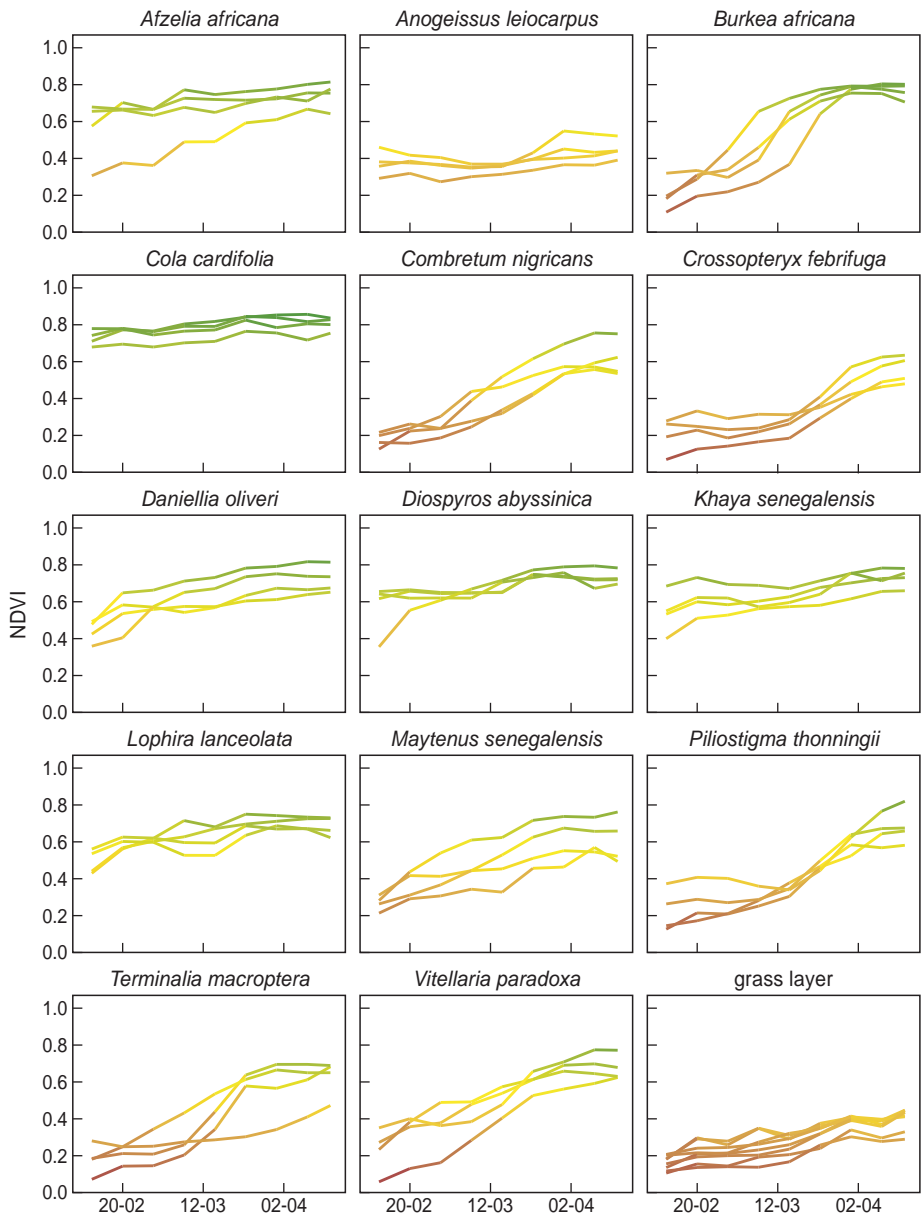 Afzelia africana
Anogeissus leiocarpus
Burkea africana
1.0
0.8
0.6
0.4
0.2
0.0
Cola cardifolia
Combretum nigricans
Crossopteryx febrifuga
1.0
0.8
0.6
0.4
0.2
0.0
Daniellia oliveri
Diospyros abyssinica
Khaya senegalensis
1.0
0.8
0.6
0.4
0.2
0.0
NDVI
Lophira lanceolata
Maytenus senegalensis
Piliostigma thonningii
1.0
0.8
0.6
0.4
0.2
0.0
Terminalia macroptera
Vitellaria paradoxa
grass layer
1.0
0.8
0.6
0.4
0.2
0.0
20-02 12-03 02-04
20-02 12-03 02-04
20-02 12-03 02-04